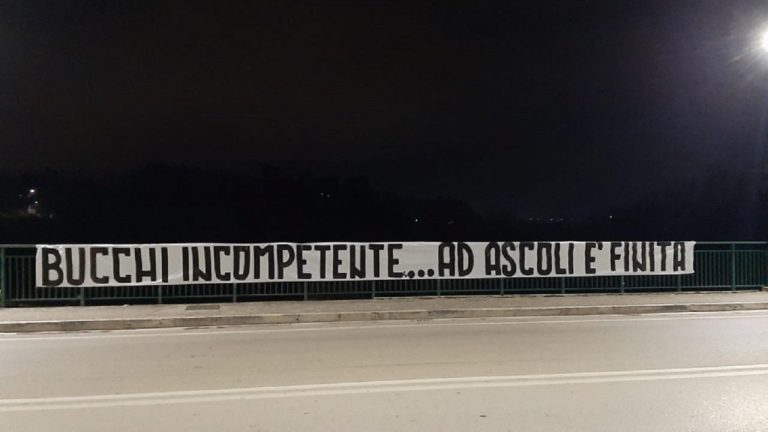 BUCCHI INCOMPETENTE....AD ASCOLI E' FINITA